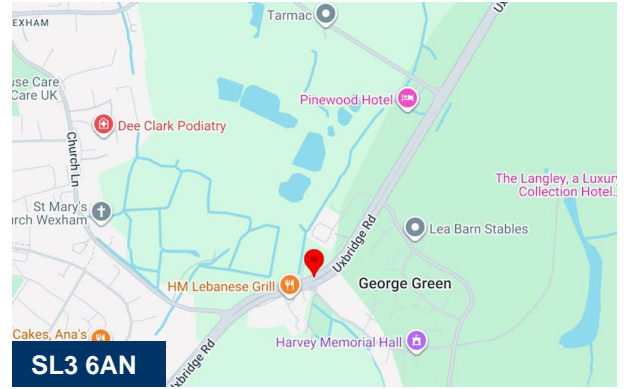 EXHAM
Tarmac
Ux
use Care
Care UK
Pinewood Hotel
Dee Clark Podiatry
Church Ln
The Langley, a Luxury
Collection Hotel...
St Mary's
urch Wexham
Lea Barn Stables
Uxbridge Rd
HM Lebanese Grill
George Green
Cakes, Ana's
Harvey Memorial Hall
xbridge Rd
SL3 6AN